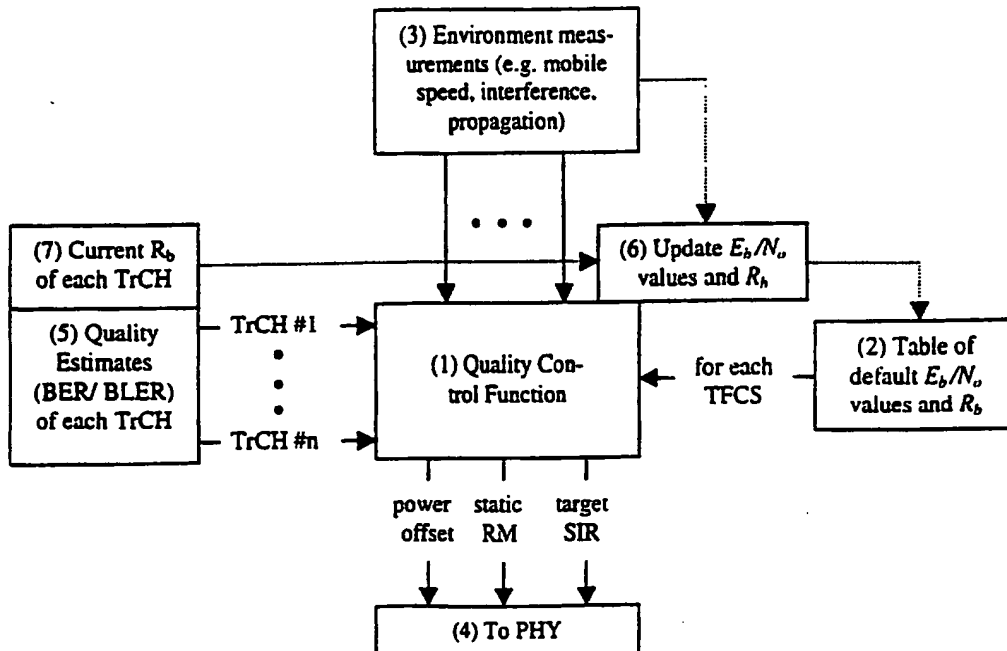 (3) Environment meas-
urements (e.g. mobile
speed, interference,
propagation)
(7) Current R_b
of each TrCH
(6) Update E_b/N_o
values and R_b
(5) Quality
Estimates
(BER/ BLER)
of each TrCH
TrCH #1
TrCH #n
(1) Quality Con-
trol Function
for each
TFCS
(2) Table of
default E_b/N_o
values and R_b
power
offset
static
RM
target
SIR
(4) To PHY